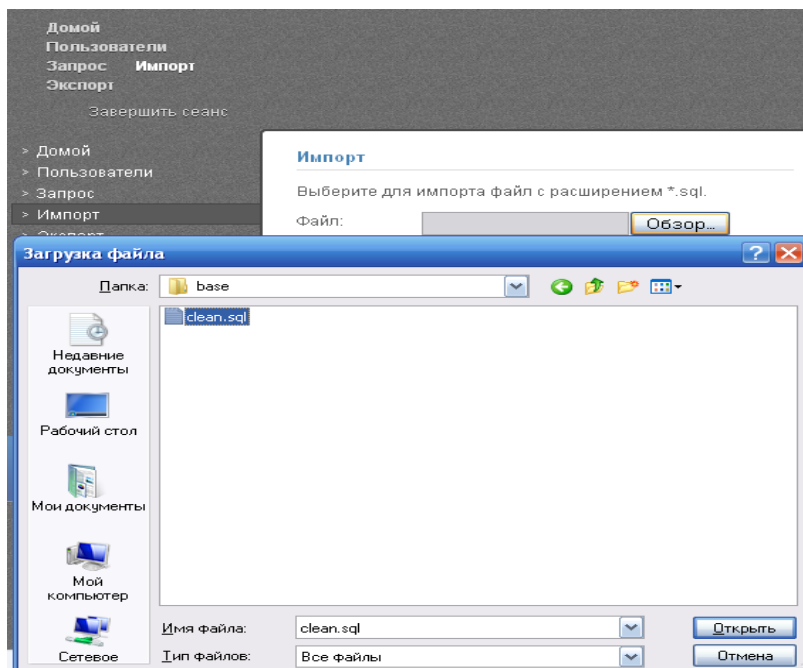 Домой
Пользователи
Запрос Импорт
Экспорт
Завершить сеанс
> Домой
> Пользователи
> Запрос
> Импорт
> Экспорт
Импорт
Выберите для импорта файл с расширением *.sql.
Файл: Обзор...
Загрузка файла
Папка: base
clean.sql
Недавние
документы
Рабочий стол
Мои документы
Мой
компьютер
Сетевое
Имя файла: clean.sql Открыть
Тип файлов: Все файлы Отмена